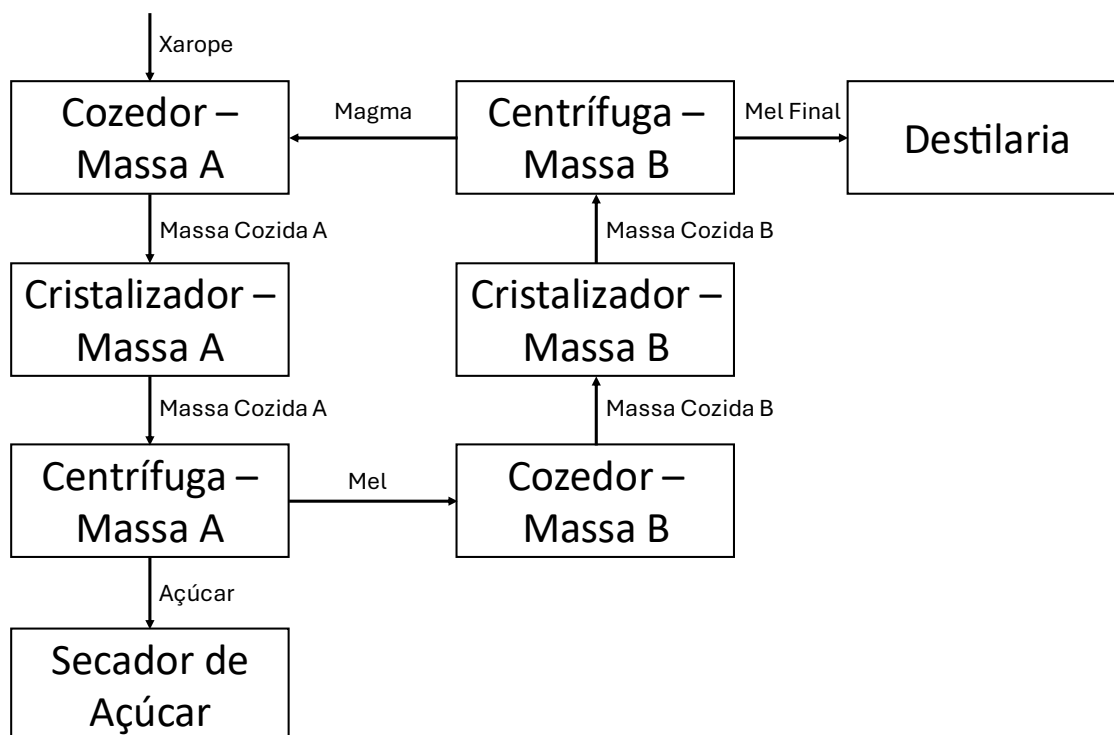 Xarope
Cozedor –
Massa A
Magma
Centrífuga –
Massa B
Mel Final
Destilaria
Massa Cozida A
Massa Cozida B
Cristalizador –
Massa A
Cristalizador –
Massa B
Massa Cozida A
Massa Cozida B
Centrífuga –
Massa A
Mel
Cozedor –
Massa B
Açúcar
Secador de
Açúcar